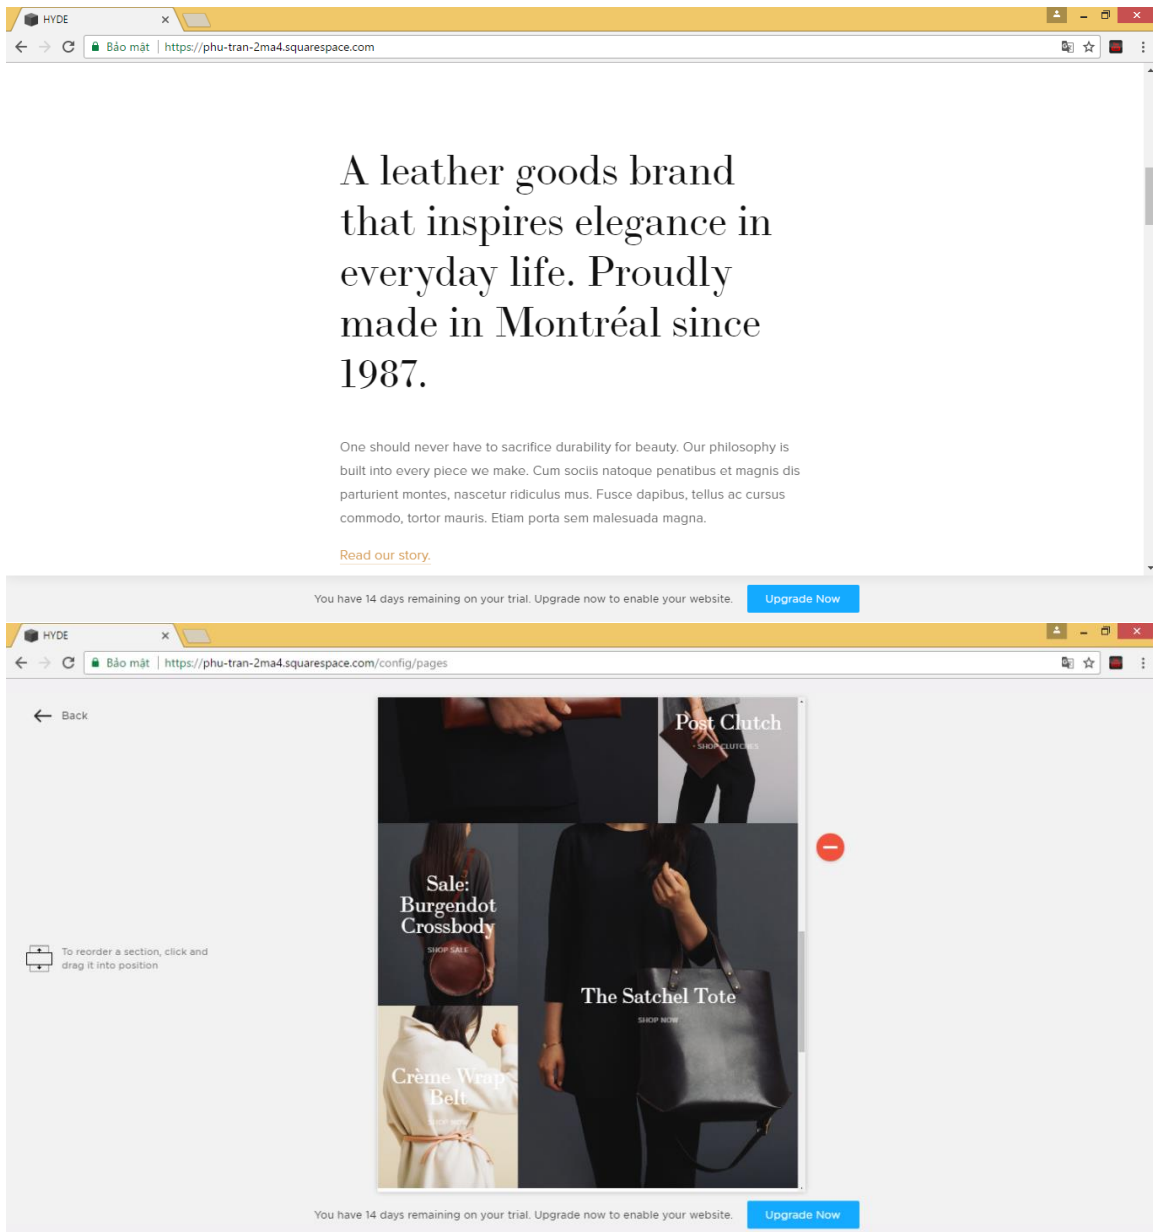 HYDE
Bảo mật | https://phu-tran-2ma4.squarespace.com
A leather goods brand
that inspires elegance in
everyday life. Proudly
made in Montréal since
1987.
One should never have to sacrifice durability for beauty. Our philosophy is
built into every piece we make. Cum sociis natoque penatibus et magnis dis
parturient montes, nascetur ridiculus mus. Fusce dapibus, tellus ac cursus
commodo, tortor mauris. Etiam porta sem malesuada magna.
Read our story.
You have 14 days remaining on your trial. Upgrade now to enable your website. Upgrade Now
HYDE
Bảo mật | https://phu-tran-2ma4.squarespace.com/config/pages
Back
Post Clutch
• SHOP CLUTCHES
Sale:
Burgendot
Crossbody
SHOP SALE
To reorder a section, click and
drag it into position
The Satchel Tote
SHOP NOW
Crème Wrap
Belt
SHOP NOW
You have 14 days remaining on your trial. Upgrade now to enable your website. Upgrade Now